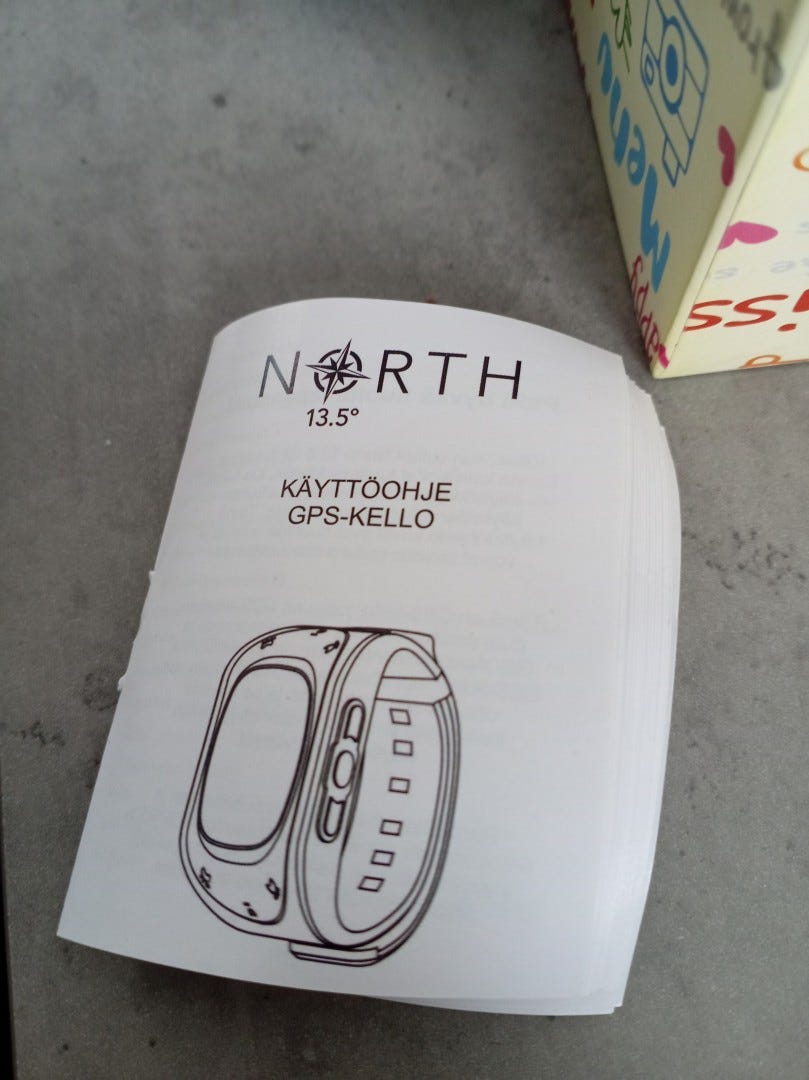 NORTH
13.5°
KÄYTTÖOHJE
GPS-KELLO